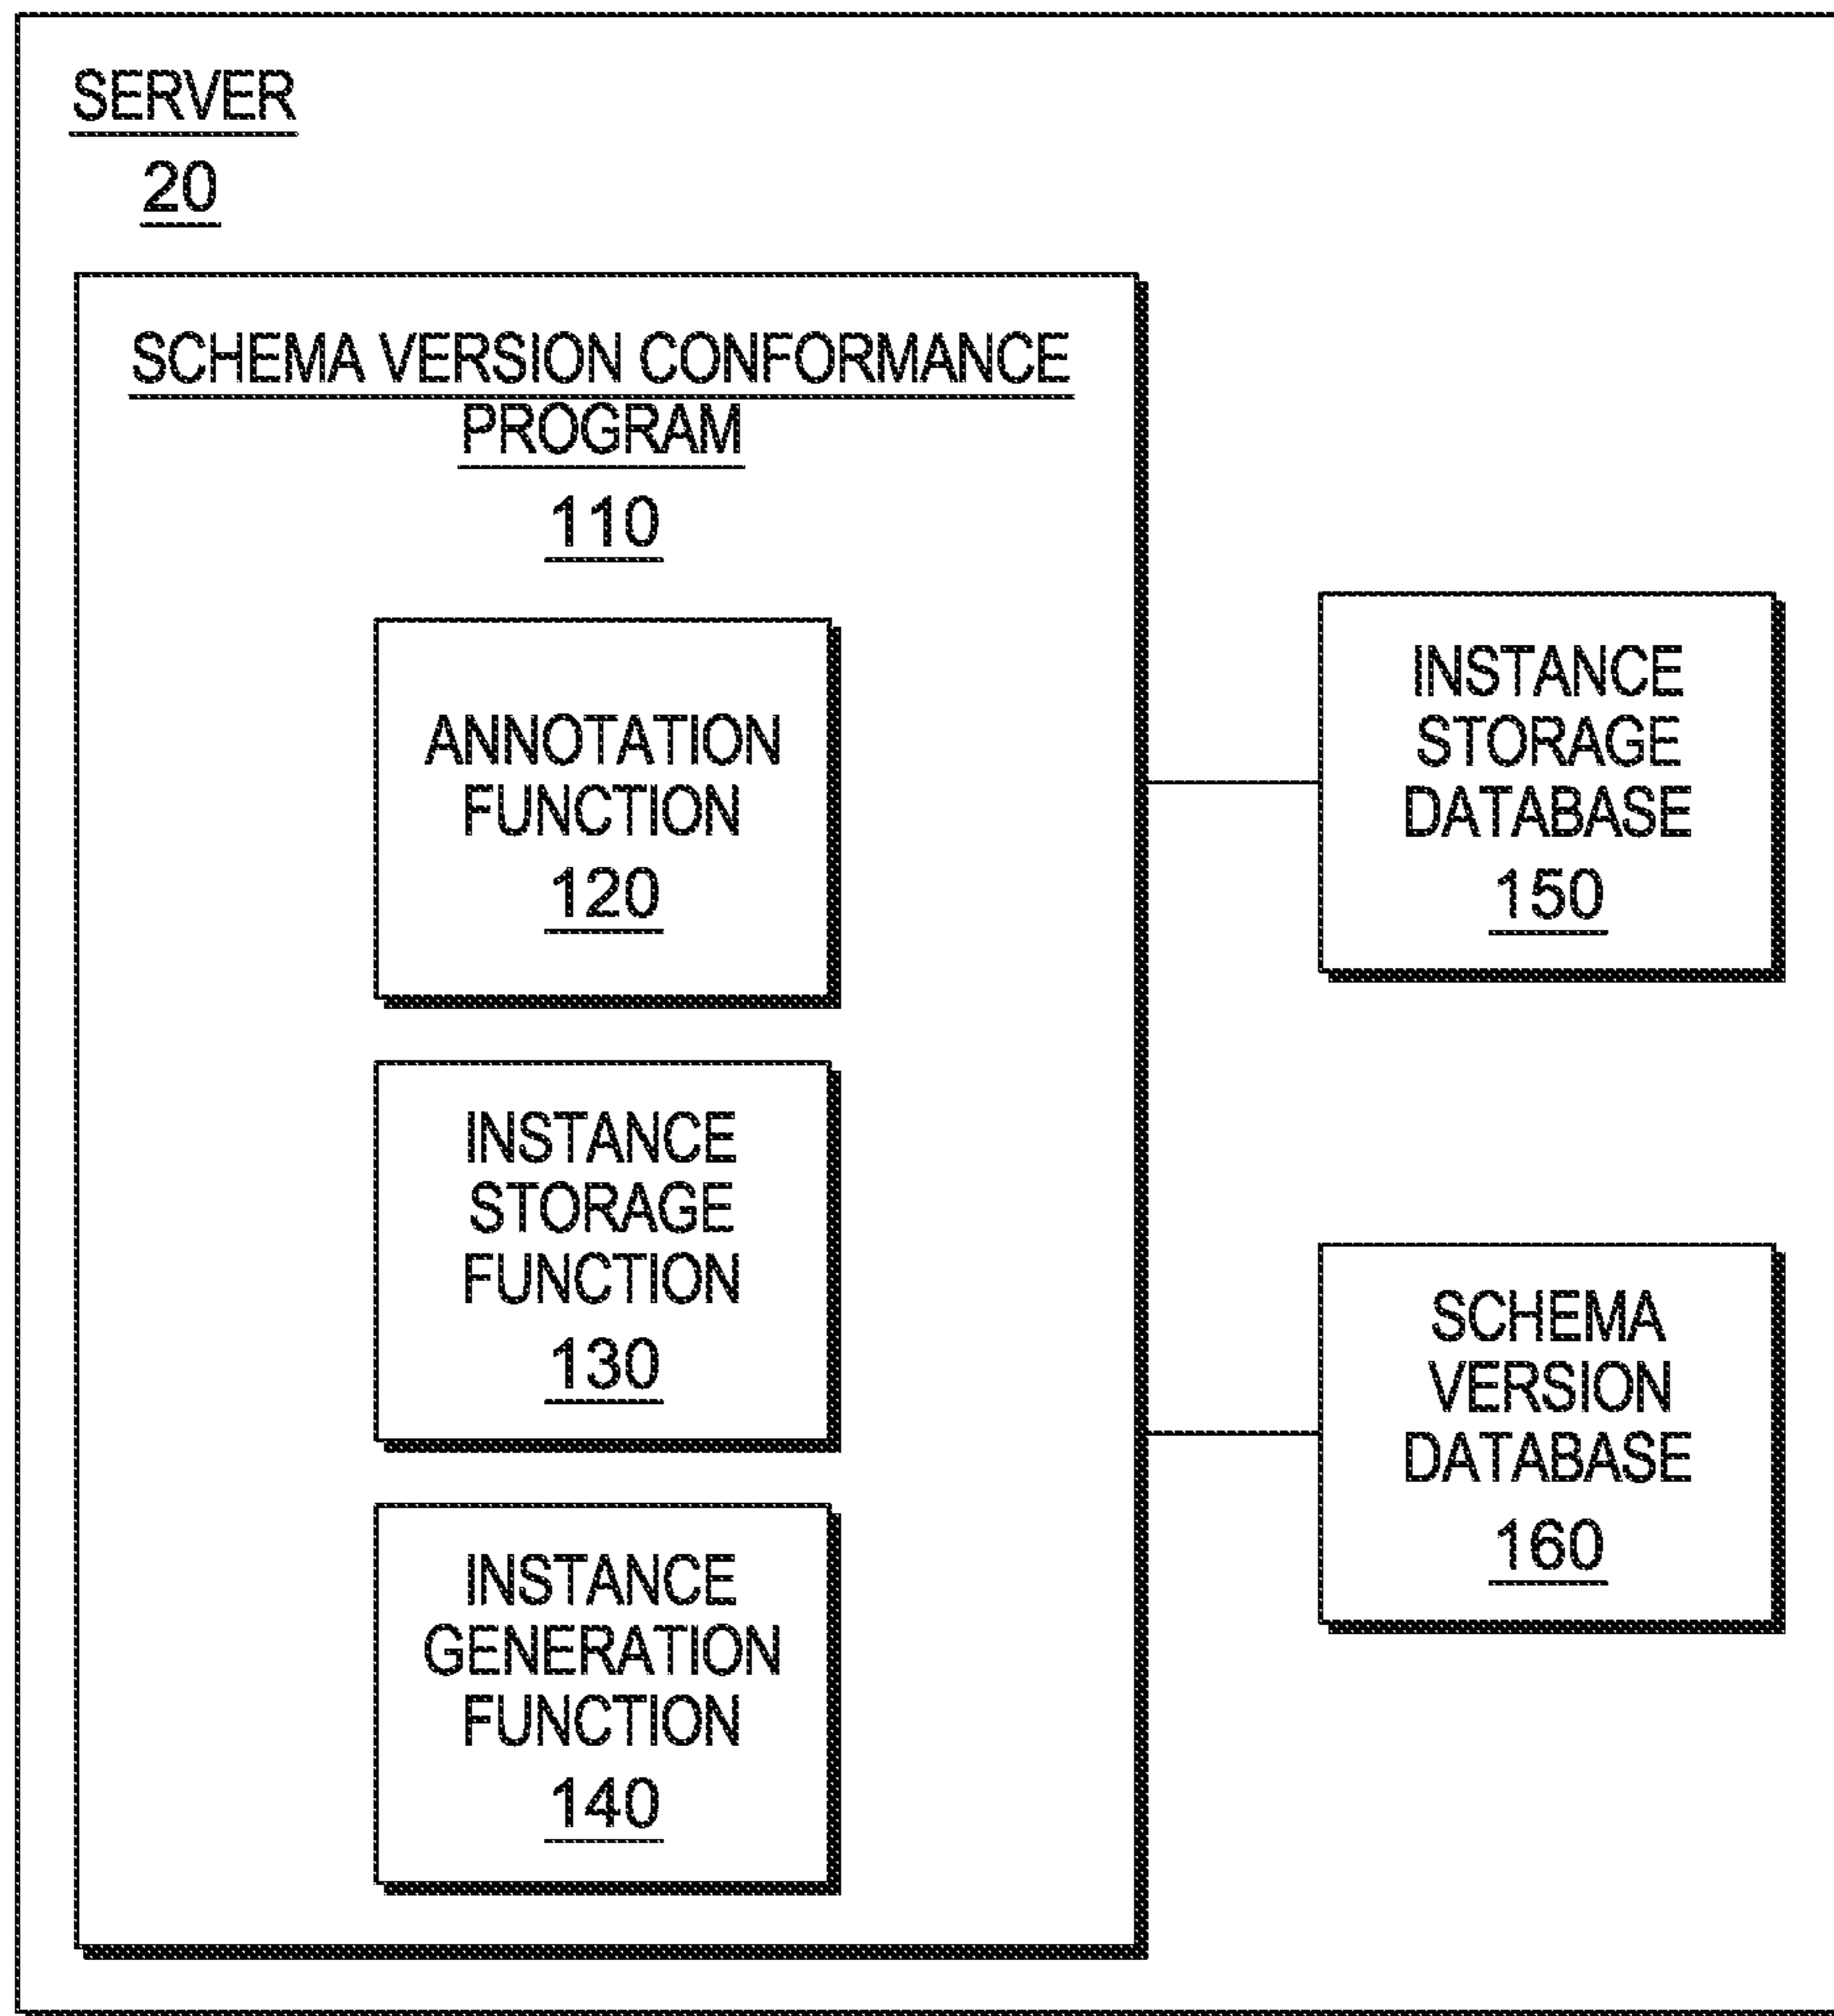 SERVER
20
SCHEMA VERSION CONFORMANCE
PROGRAM
110
ANNOTATION
FUNCTION
120
INSTANCE
STORAGE
FUNCTION
130
INSTANCE
GENERATION
FUNCTION
140
INSTANCE
STORAGE
DATABASE
150
SCHEMA
VERSION
DATABASE
160